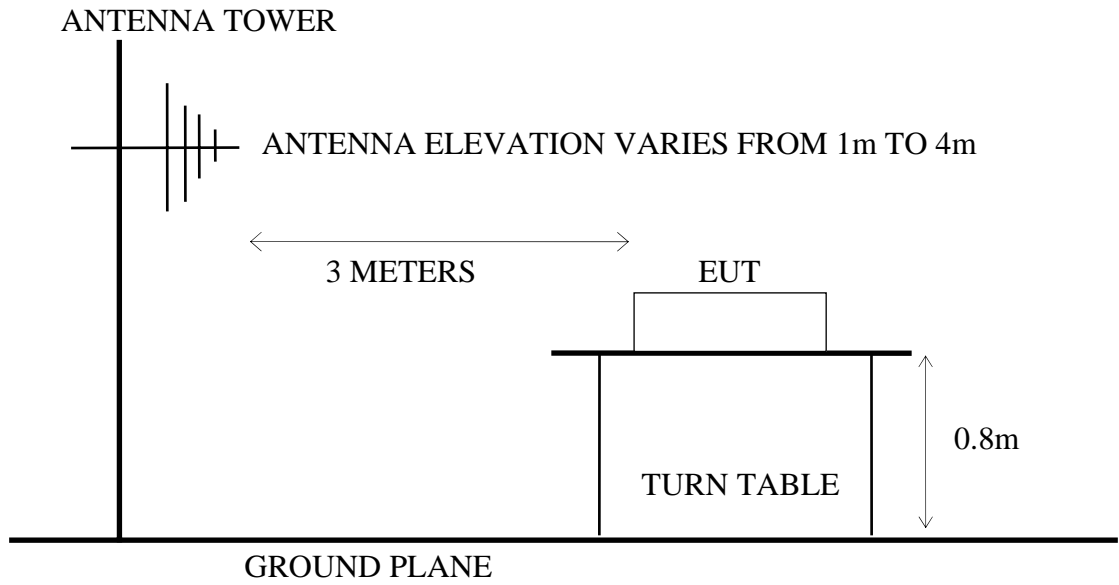 ANTENNA TOWER
ANTENNA ELEVATION VARIES FROM 1m TO 4m
3 METERS
EUT
0.8m
TURN TABLE
GROUND PLANE